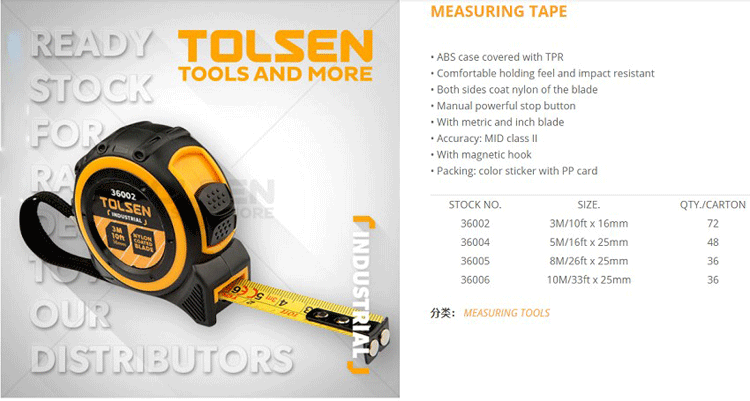 READY
STOCK
FOR
RA
DE
TO
OUR
DISTRIBUTORS
TOLSEN
TOOLS AND MORE
36002
TOLSEN
INDUSTRIAL
3M
10ft
16mm
NYLON
COATED
BLADE
INDUSTRIAL
MEASURING TAPE
• ABS case covered with TPR
• Comfortable holding feel and impact resistant
• Both sides coat nylon of the blade
• Manual powerful stop button
• With metric and inch blade
• Accuracy: MID class II
• With magnetic hook
• Packing: color sticker with PP card
STOCK NO. SIZE. QTY./CARTON
36002 3M/10ft x 16mm 72
36004 5M/16ft x 25mm 48
36005 8M/26ft x 25mm 36
36006 10M/33ft x 25mm 36
分类： MEASURING TOOLS